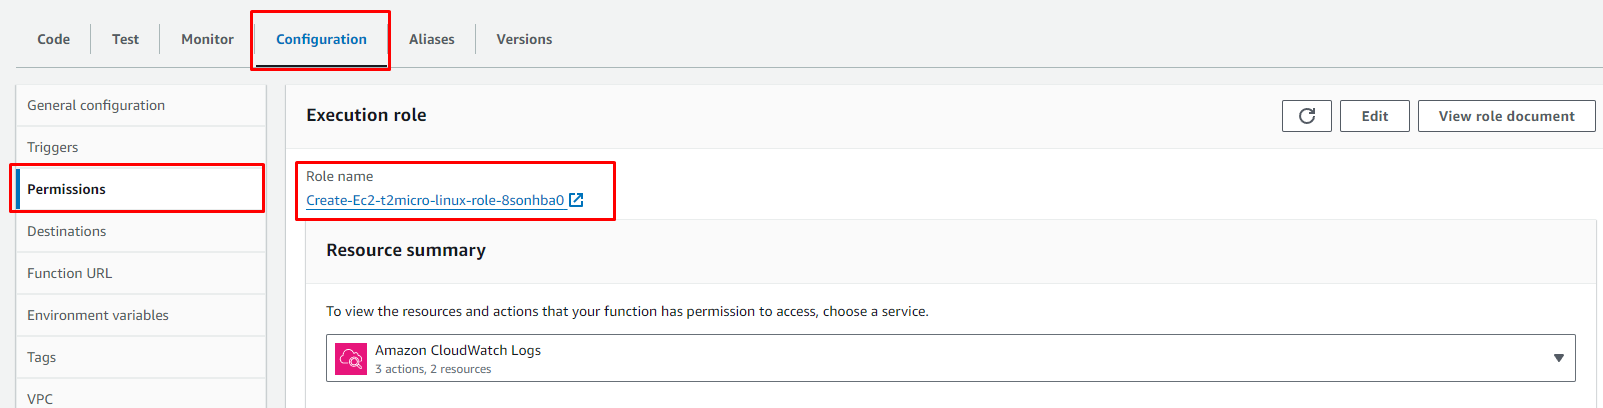 Code Test Monitor Configuration Aliases Versions
General configuration
Triggers
Permissions
Destinations
Function URL
Environment variables
Tags
VPC
Execution role
Edit
View role document
Role name
Create-Ec2-t2micro-linux-role-8sonhba0
Resource summary
To view the resources and actions that your function has permission to access, choose a service.
Amazon CloudWatch Logs
3 actions, 2 resources